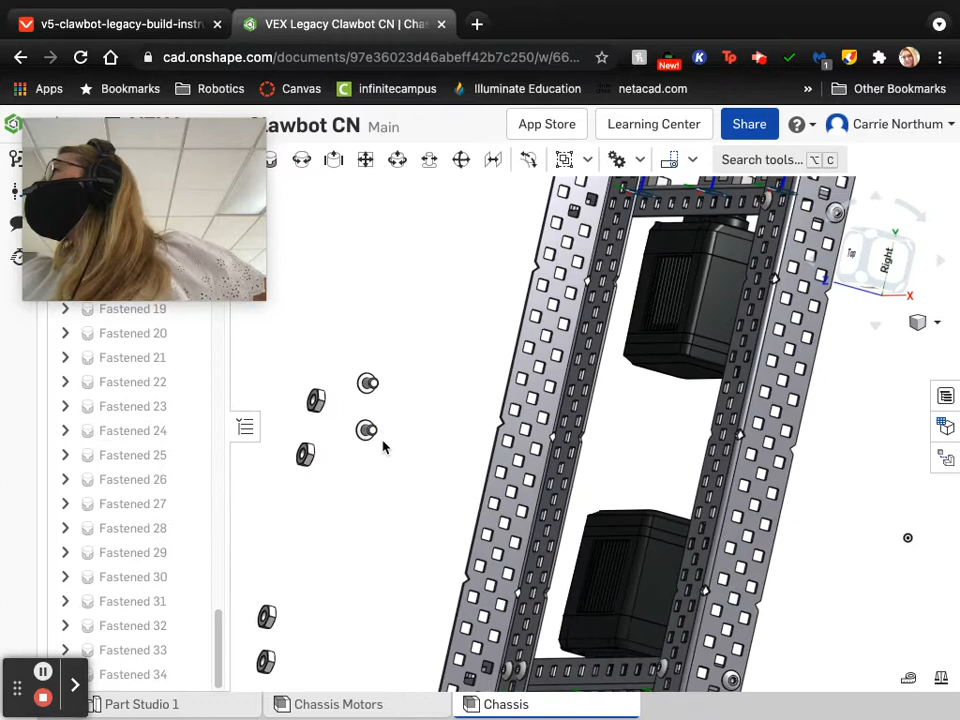 v5-clawbot-legacy-build-instru
VEX Legacy Clawbot CN | Chas
cad.onshape.com/documents/97e36023d46abeff42b7c250/w/66...
New!
1
Apps
Bookmarks
Robotics
Canvas
infinitecampus
Illuminate Education
netacad.com
»
Other Bookmarks
Clawbot CN
Main
App Store
Learning Center
Share
Carrie Northum
Search tools...
⌥ C
Top
Right
Y
Z
X
Fastened 19
Fastened 20
Fastened 21
Fastened 22
Fastened 23
Fastened 24
Fastened 25
Fastened 26
Fastened 27
Fastened 28
Fastened 29
Fastened 30
Fastened 31
Fastened 32
Fastened 33
Fastened 34
Part Studio 1
Chassis Motors
Chassis